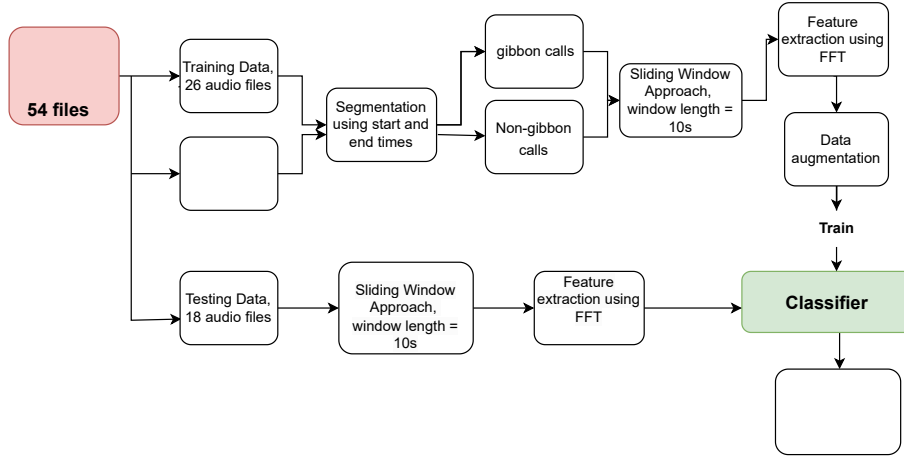 54 files
Training Data,
26 audio files
Segmentation
using start and
end times
gibbon calls
Non-gibbon
calls
Sliding Window
Approach,
window length =
10s
Feature
extraction using
FFT
Data
augmentation
Train
Testing Data,
18 audio files
Sliding Window
Approach,
window length =
10s
Feature
extraction using
FFT
Classifier